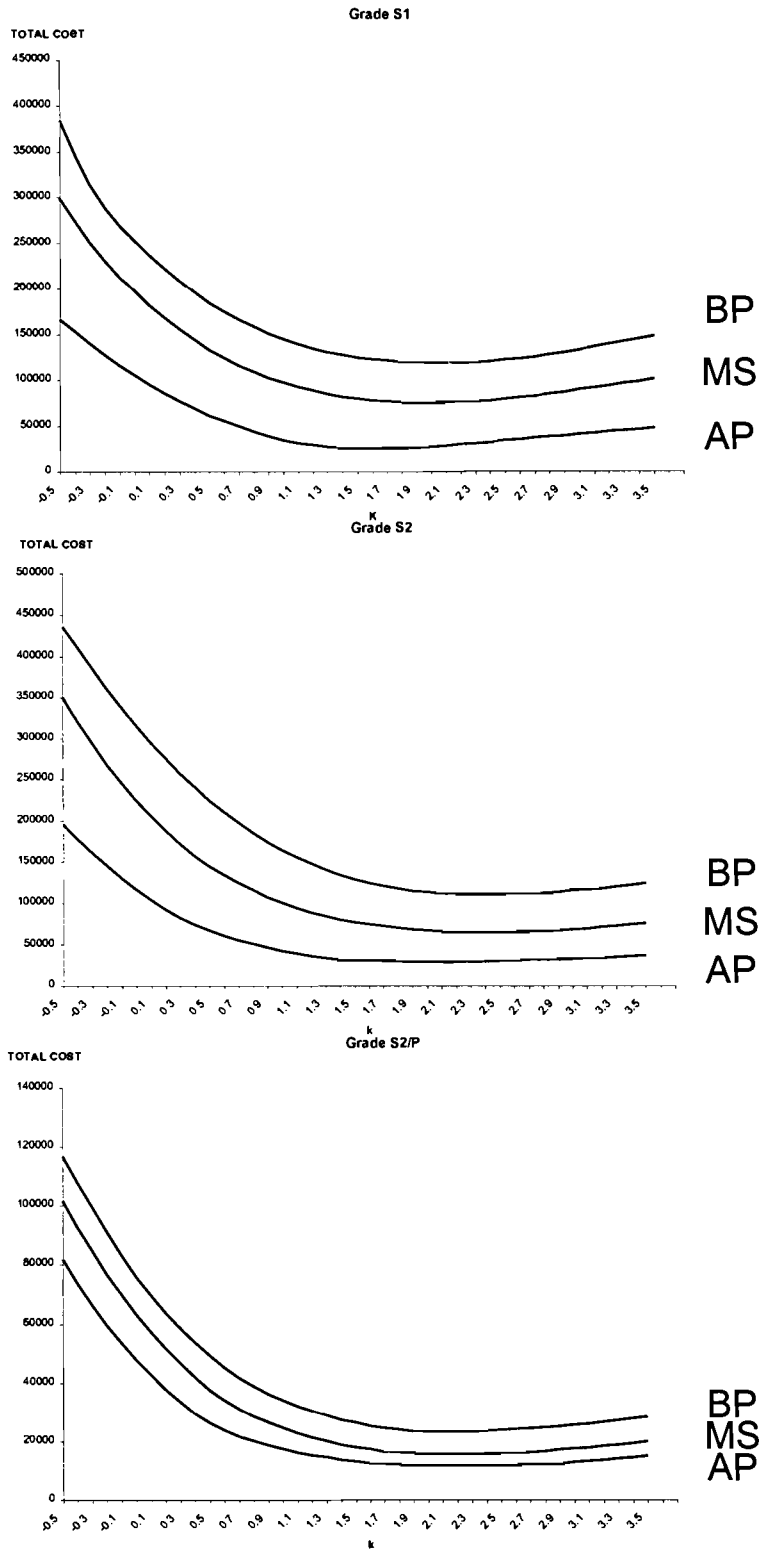 Grade S1
TOTAL COST
450000
400000
350000
300000
250000
200000
150000
100000
50000
0
BP
MS
AP
-0.5 -0.3 -0.1 0.1 0.3 0.5 0.7 0.9 1.1 1.3 1.5 1.7 1.9 2.1 2.3 2.5 2.7 2.9 3.1 3.3 3.5
K
Grade S2
TOTAL COST
500000
450000
400000
350000
300000
250000
200000
150000
100000
50000
0
BP
MS
AP
-0.5 -0.3 -0.1 0.1 0.3 0.5 0.7 0.9 1.1 1.3 1.5 1.7 1.9 2.1 2.3 2.5 2.7 2.9 3.1 3.3 3.5
k
Grade S2/P
TOTAL COST
140000
120000
100000
80000
60000
40000
20000
0
BP
MS
AP
-0.5 -0.3 -0.1 0.1 0.3 0.5 0.7 0.9 1.1 1.3 1.5 1.7 1.9 2.1 2.3 2.5 2.7 2.9 3.1 3.3 3.5
k